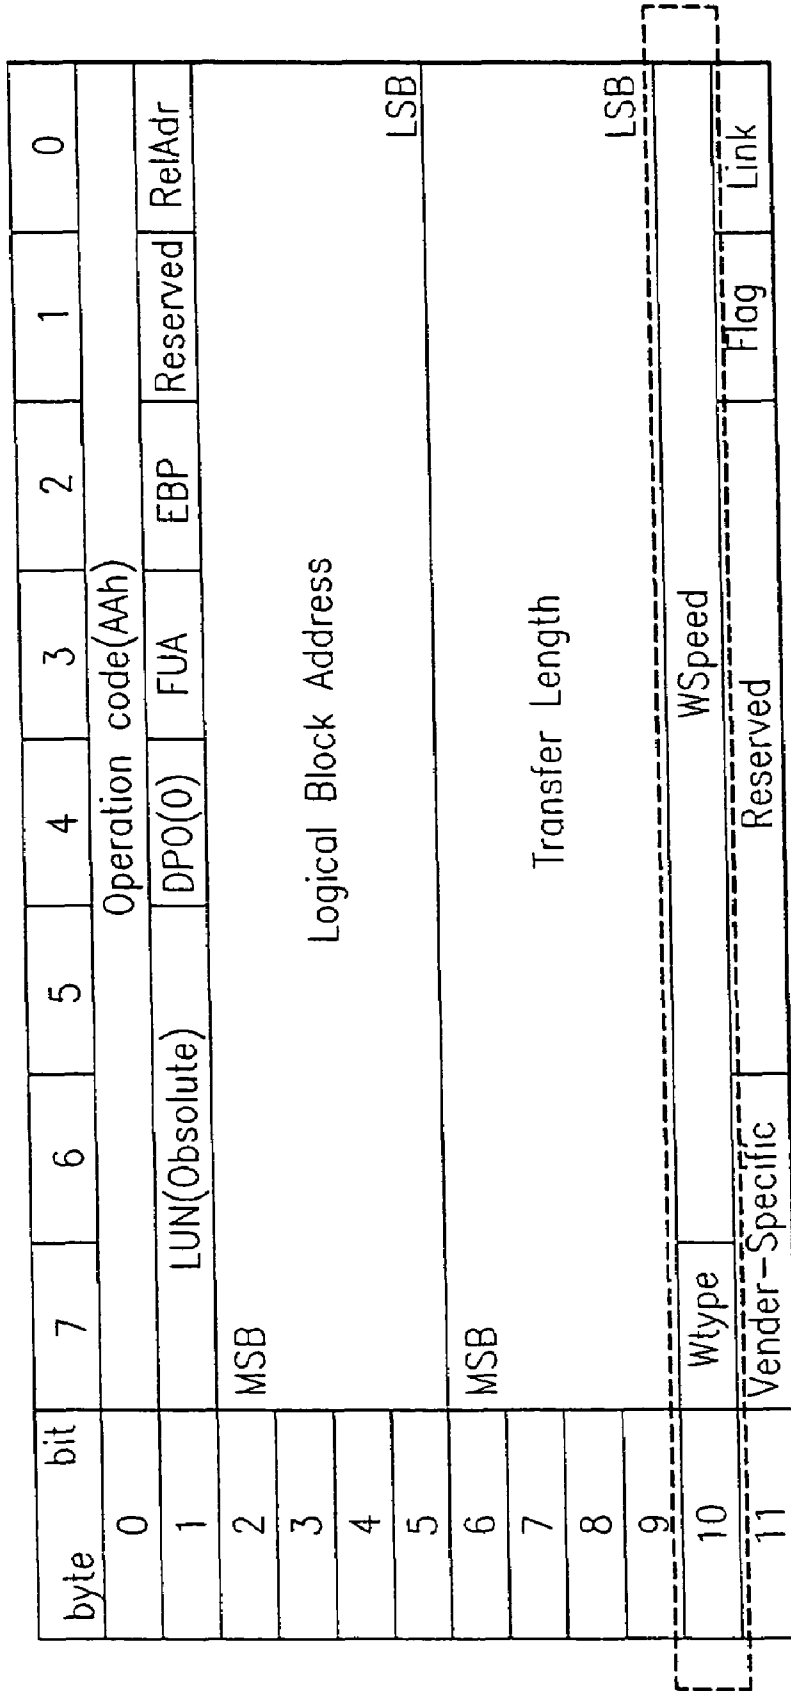 byte bit 7 6 5 4 3 2 1 0
0 Operation code(AAh)
1 LUN(Obsolute) DPO(0) FUA EBP Reserved RelAdr
2 MSB
3 Logical Block Address
4
5 LSB
6 MSB
7 Transfer Length
8
9 LSB
10 Wtype WSpeed
11 Vender-Specific Reserved Flag Link